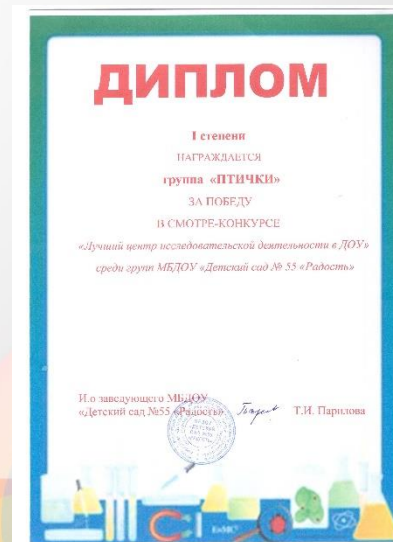 ДИПЛОМ
I степени
НАГРАЖДАЕТСЯ
группа «ПТИЧКИ»
ЗА ПОБЕДУ
В СМОТРЕ-КОНКУРСЕ
«Лучший центр исследовательской деятельности в ДОУ»
среди групп МБДОУ «Детский сад № 55 «Радость»
И.о заведующего МБДОУ
«Детский сад №55 «Радость» Т.И. Парилова
E=MC²